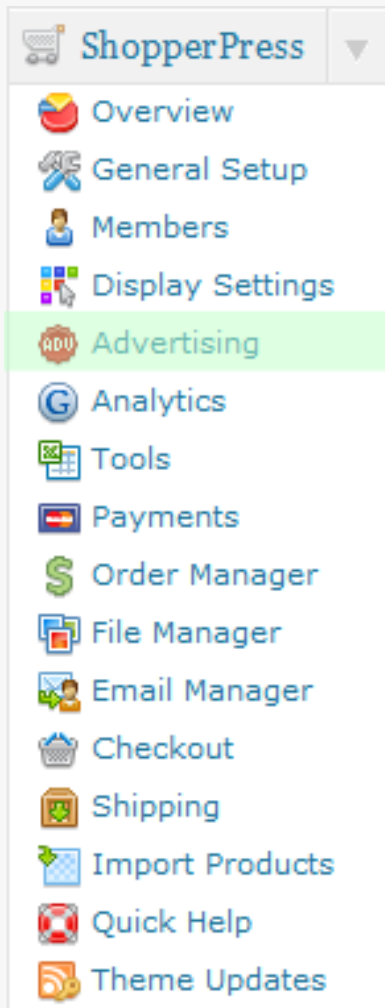 ShopperPress
Overview
General Setup
Members
Display Settings
ADV Advertising
G Analytics
Tools
Payments
$ Order Manager
File Manager
Email Manager
Checkout
Shipping
Import Products
Quick Help
Theme Updates